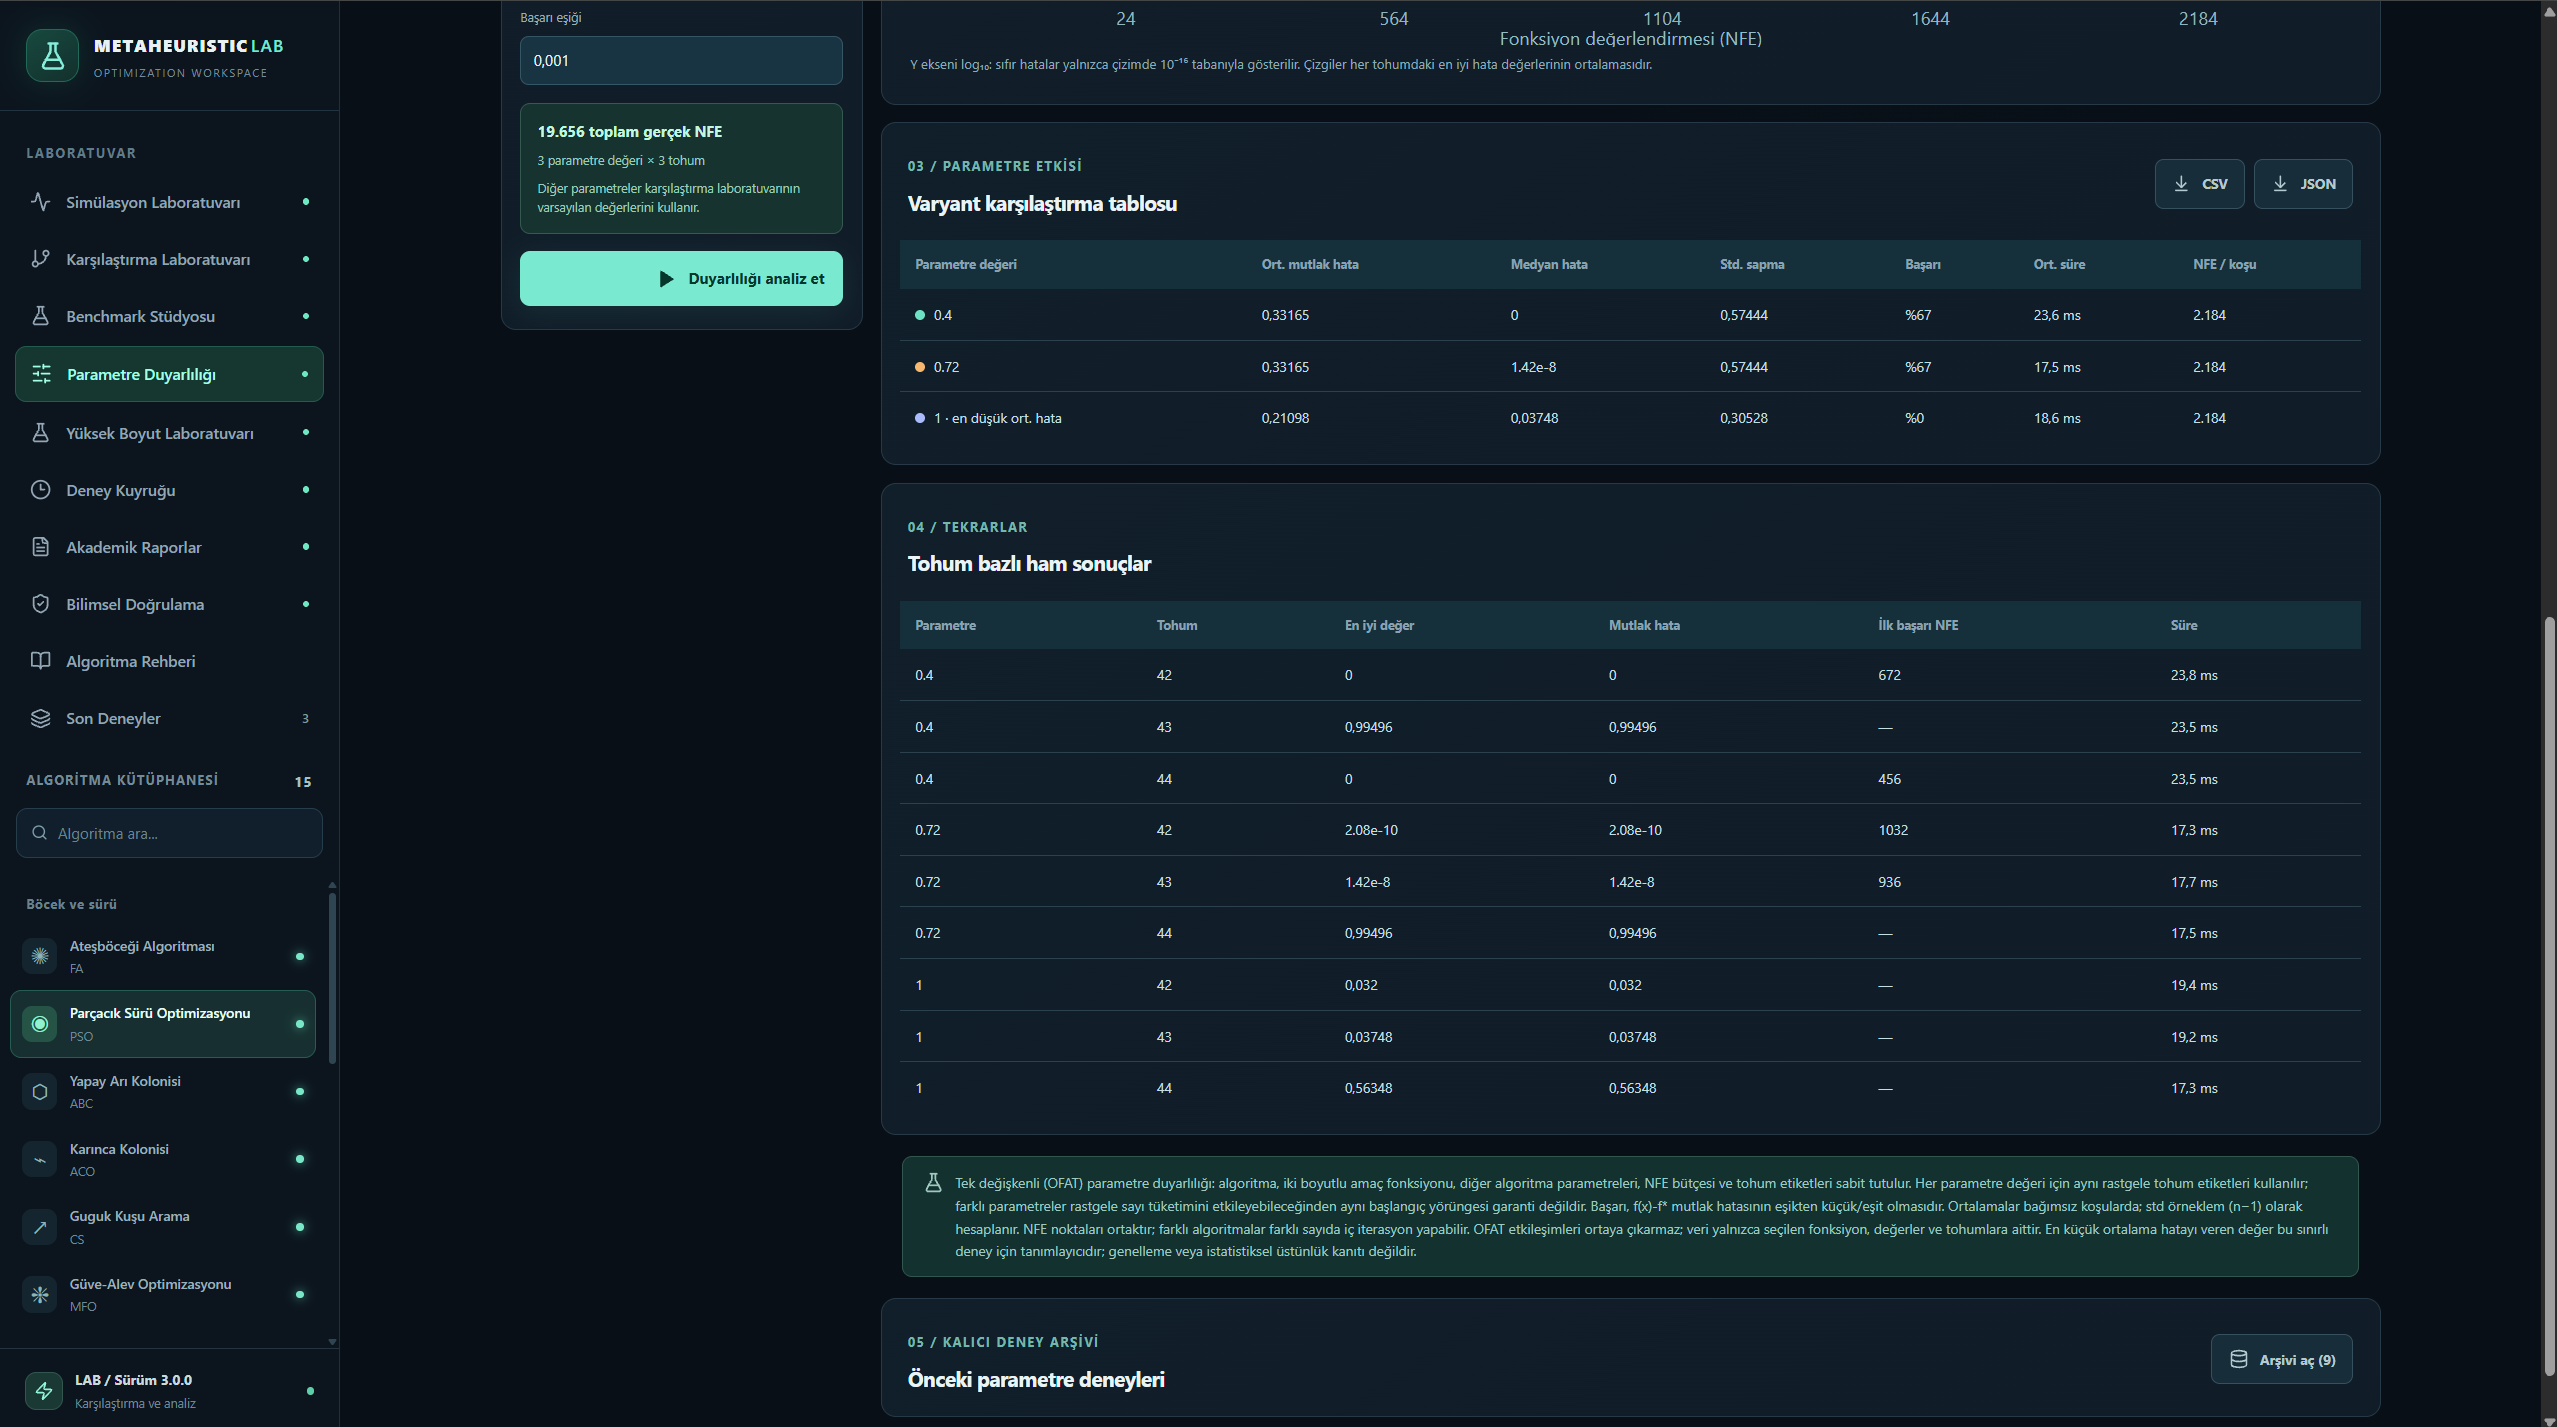 METAHEURISTIC LAB
OPTIMIZATION WORKSPACE
LABORATUVAR
Simülasyon Laboratuvarı
Karşılaştırma Laboratuvarı
Benchmark Stüdyosu
Parametre Duyarlılığı
Yüksek Boyut Laboratuvarı
Deney Kuyruğu
Akademik Raporlar
Bilimsel Doğrulama
Algoritma Rehberi
Son Deneyler 3
ALGORİTMA KÜTÜPHANESİ 15
Algoritma ara...
Böcek ve sürü
Ateşböceği Algoritması
FA
Parçacık Sürü Optimizasyonu
PSO
Yapay Arı Kolonisi
ABC
Karınca Kolonisi
ACO
Guguk Kuşu Arama
CS
Güve-Alev Optimizasyonu
MFO
LAB / Sürüm 3.0.0
Karşılaştırma ve analiz
Başarı eşiği
0,001
19.656 toplam gerçek NFE
3 parametre değeri × 3 tohum
Diğer parametreler karşılaştırma laboratuvarının
varsayılan değerlerini kullanır.
Duyarlılığı analiz et
24 564 1104 1644 2184
Fonksiyon değerlendirmesi (NFE)
Y ekseni log₁₀: sıfır hatalar yalnızca çizimde 10⁻¹⁶ tabanıyla gösterilir. Çizgiler her tohumdaki en iyi hata değerlerinin ortalamasıdır.
03 / PARAMETRE ETKİSİ
Varyant karşılaştırma tablosu
CSV JSON
Parametre değeri Ort. mutlak hata Medyan hata Std. sapma Başarı Ort. süre NFE / koşu
0.4 0,33165 0 0,57444 %67 23,6 ms 2.184
0.72 0,33165 1.42e-8 0,57444 %67 17,5 ms 2.184
1 · en düşük ort. hata 0,21098 0,03748 0,30528 %0 18,6 ms 2.184
04 / TEKRARLAR
Tohum bazlı ham sonuçlar
Parametre Tohum En iyi değer Mutlak hata İlk başarı NFE Süre
0.4 42 0 0 672 23,8 ms
0.4 43 0,99496 0,99496 — 23,5 ms
0.4 44 0 0 456 23,5 ms
0.72 42 2.08e-10 2.08e-10 1032 17,3 ms
0.72 43 1.42e-8 1.42e-8 936 17,7 ms
0.72 44 0,99496 0,99496 — 17,5 ms
1 42 0,032 0,032 — 19,4 ms
1 43 0,03748 0,03748 — 19,2 ms
1 44 0,56348 0,56348 — 17,3 ms
Tek değişkenli (OFAT) parametre duyarlılığı: algoritma, iki boyutlu amaç fonksiyonu, diğer algoritma parametreleri, NFE bütçesi ve tohum etiketleri sabit tutulur. Her parametre değeri için aynı rastgele tohum etiketleri kullanılır;
farklı parametreler rastgele sayı tüketimini etkileyebileceğinden aynı başlangıç yörüngesi garanti değildir. Başarı, f(x)-f* mutlak hatasının eşikten küçük/eşit olmasıdır. Ortalamalar bağımsız koşularda; std örneklem (n−1) olarak
hesaplanır. NFE noktaları ortaktır; farklı algoritmalar farklı sayıda iç iterasyon yapabilir. OFAT etkileşimleri ortaya çıkarmaz; veri yalnızca seçilen fonksiyon, değerler ve tohumlara aittir. En küçük ortalama hatayı veren değer bu sınırlı
deney için tanımlayıcıdır; genelleme veya istatistiksel üstünlük kanıtı değildir.
05 / KALICI DENEY ARŞİVİ
Önceki parametre deneyleri
Arşivi aç (9)